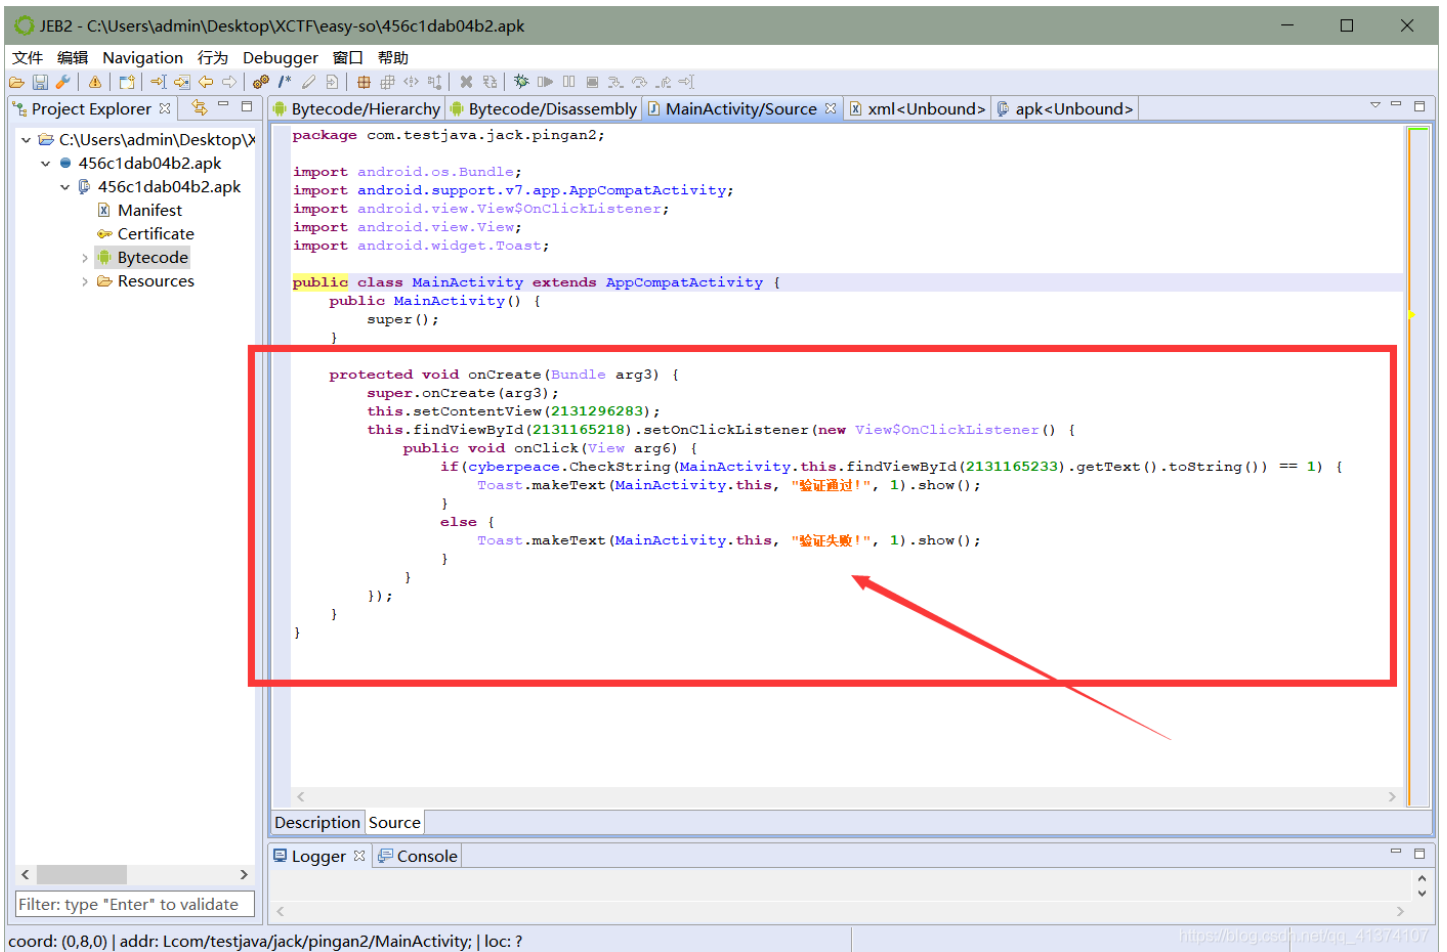 JEB2 - C:\Users\admin\Desktop\XCTF\easy-so\456c1dab04b2.apk
文件 编辑 Navigation 行为 Debugger 窗口 帮助
Project Explorer
Bytecode/Hierarchy Bytecode/Disassembly MainActivity/Source xml<Unbound> apk<Unbound>
C:\Users\admin\Desktop\X
456c1dab04b2.apk
456c1dab04b2.apk
Manifest
Certificate
Bytecode
Resources
package com.testjava.jack.pingan2;
import android.os.Bundle;
import android.support.v7.app.AppCompatActivity;
import android.view.View$OnClickListener;
import android.view.View;
import android.widget.Toast;
public class MainActivity extends AppCompatActivity {
public MainActivity() {
super();
}
protected void onCreate(Bundle arg3) {
super.onCreate(arg3);
this.setContentView(2131296283);
this.findViewById(2131165218).setOnClickListener(new View$OnClickListener() {
public void onClick(View arg6) {
if(cyberpeace.CheckString(MainActivity.this.findViewById(2131165233).getText().toString()) == 1) {
Toast.makeText(MainActivity.this, "验证通过!", 1).show();
}
else {
Toast.makeText(MainActivity.this, "验证失败!", 1).show();
}
}
});
}
}
Description Source
Logger Console
Filter: type "Enter" to validate
coord: (0,8,0) | addr: Lcom/testjava/jack/pingan2/MainActivity; | loc: ?
https://blog.csdn.net/qq_41374107